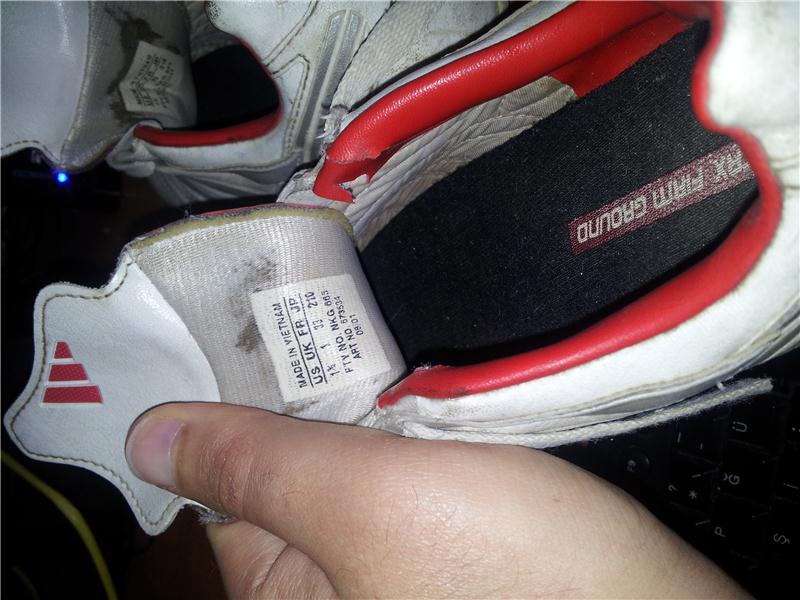 MADE IN VIETNAM
US UK FR JP
1½ 1 33 210
FTY NO. NKG 665
ART NO 673534
09.01
RX FIRM GROUND
Ü
Ğ
?
*
P
Ş